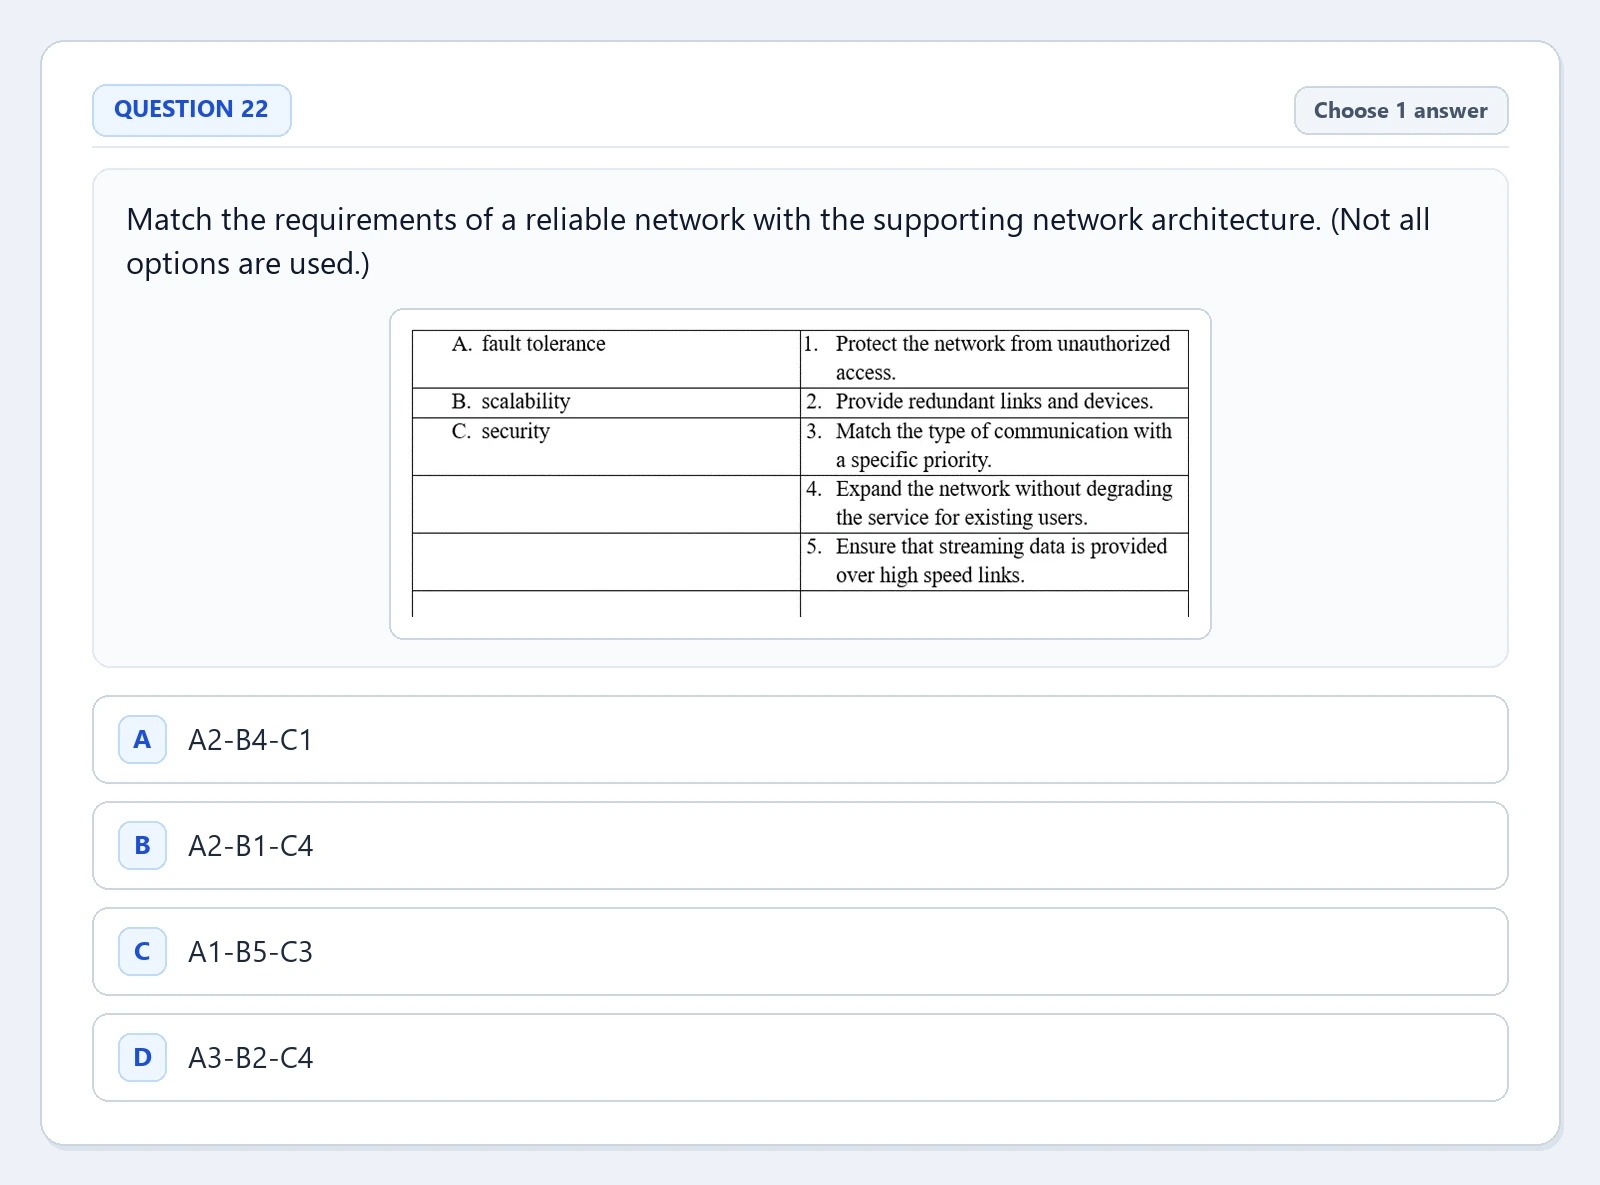 QUESTION 22
Choose 1 answer
Match the requirements of a reliable network with the supporting network architecture. (Not all
options are used.)
A. fault tolerance
1. Protect the network from unauthorized
access.
B. scalability
2. Provide redundant links and devices.
C. security
3. Match the type of communication with
a specific priority.
4. Expand the network without degrading
the service for existing users.
5. Ensure that streaming data is provided
over high speed links.
A A2-B4-C1
B A2-B1-C4
C A1-B5-C3
D A3-B2-C4